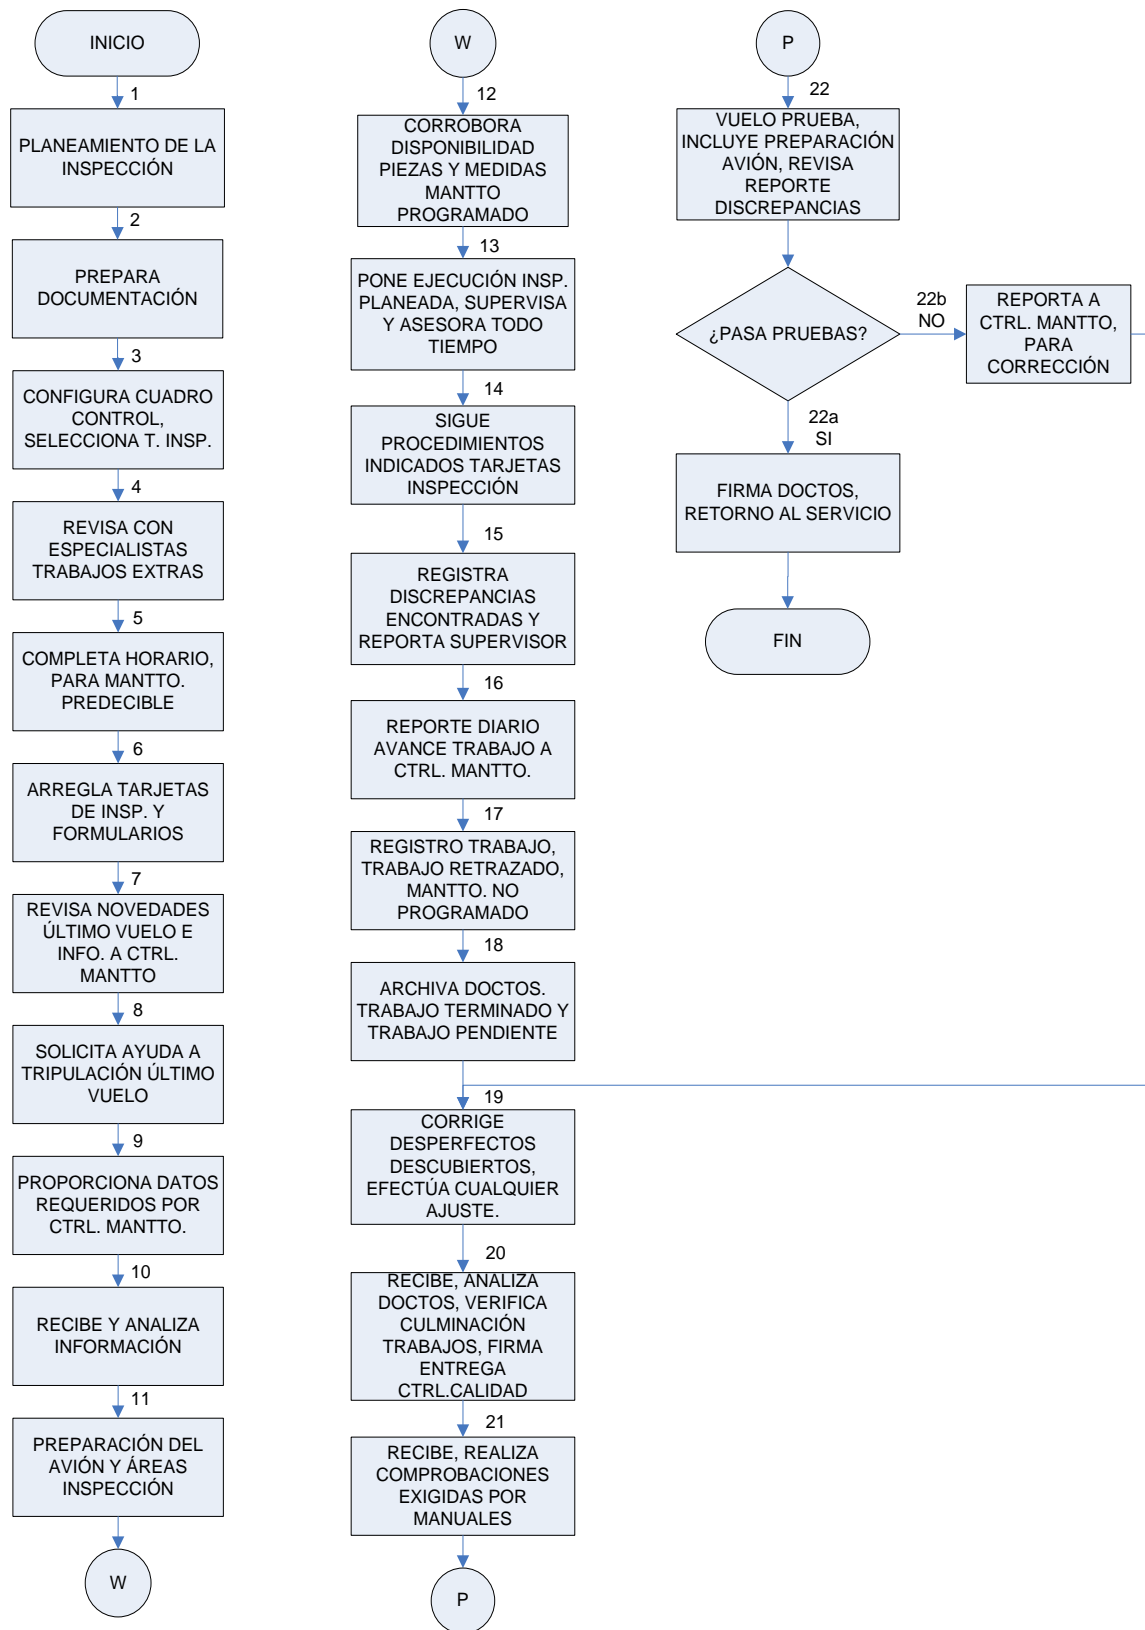 INICIO
1
PLANEAMIENTO DE LA
INSPECCIÓN
2
PREPARA
DOCUMENTACIÓN
3
CONFIGURA CUADRO
CONTROL,
SELECCIONA T. INSP.
4
REVISA CON
ESPECIALISTAS
TRABAJOS EXTRAS
5
COMPLETA HORARIO,
PARA MANTTO.
PREDECIBLE
6
ARREGLA TARJETAS
DE INSP. Y
FORMULARIOS
7
REVISA NOVEDADES
ÚLTIMO VUELO E
INFO. A CTRL.
MANTTO
8
SOLICITA AYUDA A
TRIPULACIÓN ÚLTIMO
VUELO
9
PROPORCIONA DATOS
REQUERIDOS POR
CTRL. MANTTO.
10
RECIBE Y ANALIZA
INFORMACIÓN
11
PREPARACIÓN DEL
AVIÓN Y ÁREAS
INSPECCIÓN
W
W
12
CORROBORA
DISPONIBILIDAD
PIEZAS Y MEDIDAS
MANTTO
PROGRAMADO
13
PONE EJECUCIÓN INSP.
PLANEADA, SUPERVISA
Y ASESORA TODO
TIEMPO
14
SIGUE
PROCEDIMIENTOS
INDICADOS TARJETAS
INSPECCIÓN
15
REGISTRA
DISCREPANCIAS
ENCONTRADAS Y
REPORTA SUPERVISOR
16
REPORTE DIARIO
AVANCE TRABAJO A
CTRL. MANTTO.
17
REGISTRO TRABAJO,
TRABAJO RETRAZADO,
MANTTO. NO
PROGRAMADO
18
ARCHIVA DOCTOS.
TRABAJO TERMINADO Y
TRABAJO PENDIENTE
19
CORRIGE
DESPERFECTOS
DESCUBIERTOS,
EFECTÚA CUALQUIER
AJUSTE.
20
RECIBE, ANALIZA
DOCTOS, VERIFICA
CULMINACIÓN
TRABAJOS, FIRMA
ENTREGA
CTRL.CALIDAD
21
RECIBE, REALIZA
COMPROBACIONES
EXIGIDAS POR
MANUALES
P
P
22
VUELO PRUEBA,
INCLUYE PREPARACIÓN
AVIÓN, REVISA
REPORTE
DISCREPANCIAS
¿PASA PRUEBAS?
22b
NO
REPORTA A
CTRL. MANTTO,
PARA
CORRECCIÓN
22a
SI
FIRMA DOCTOS,
RETORNO AL SERVICIO
FIN